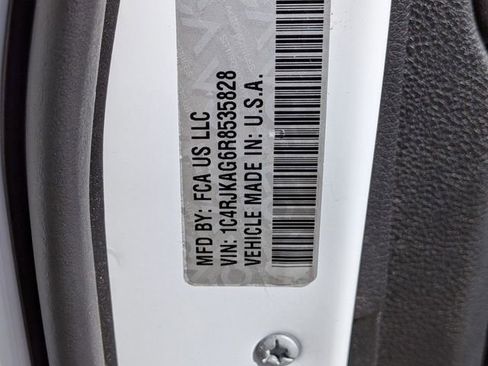 MFD BY: FCA US LLC
VIN: 1C4RJKAG6R8535828
VEHICLE MADE IN: U.S.A.